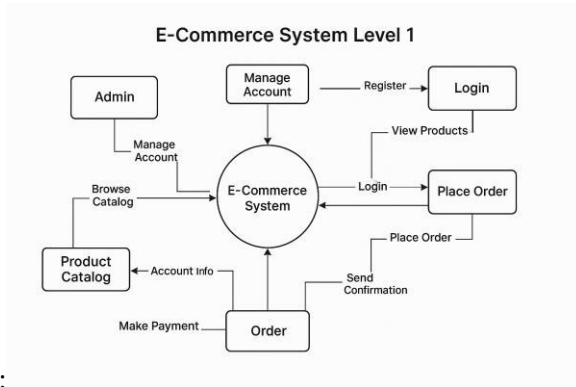 E-Commerce System Level 1
Admin
Manage
Account
Register
Login
View Products
Manage
Account
E-Commerce
System
Login
Place Order
Browse
Catalog
Place Order
Product
Catalog
Account Info
Send
Confirmation
Make Payment
Order
: